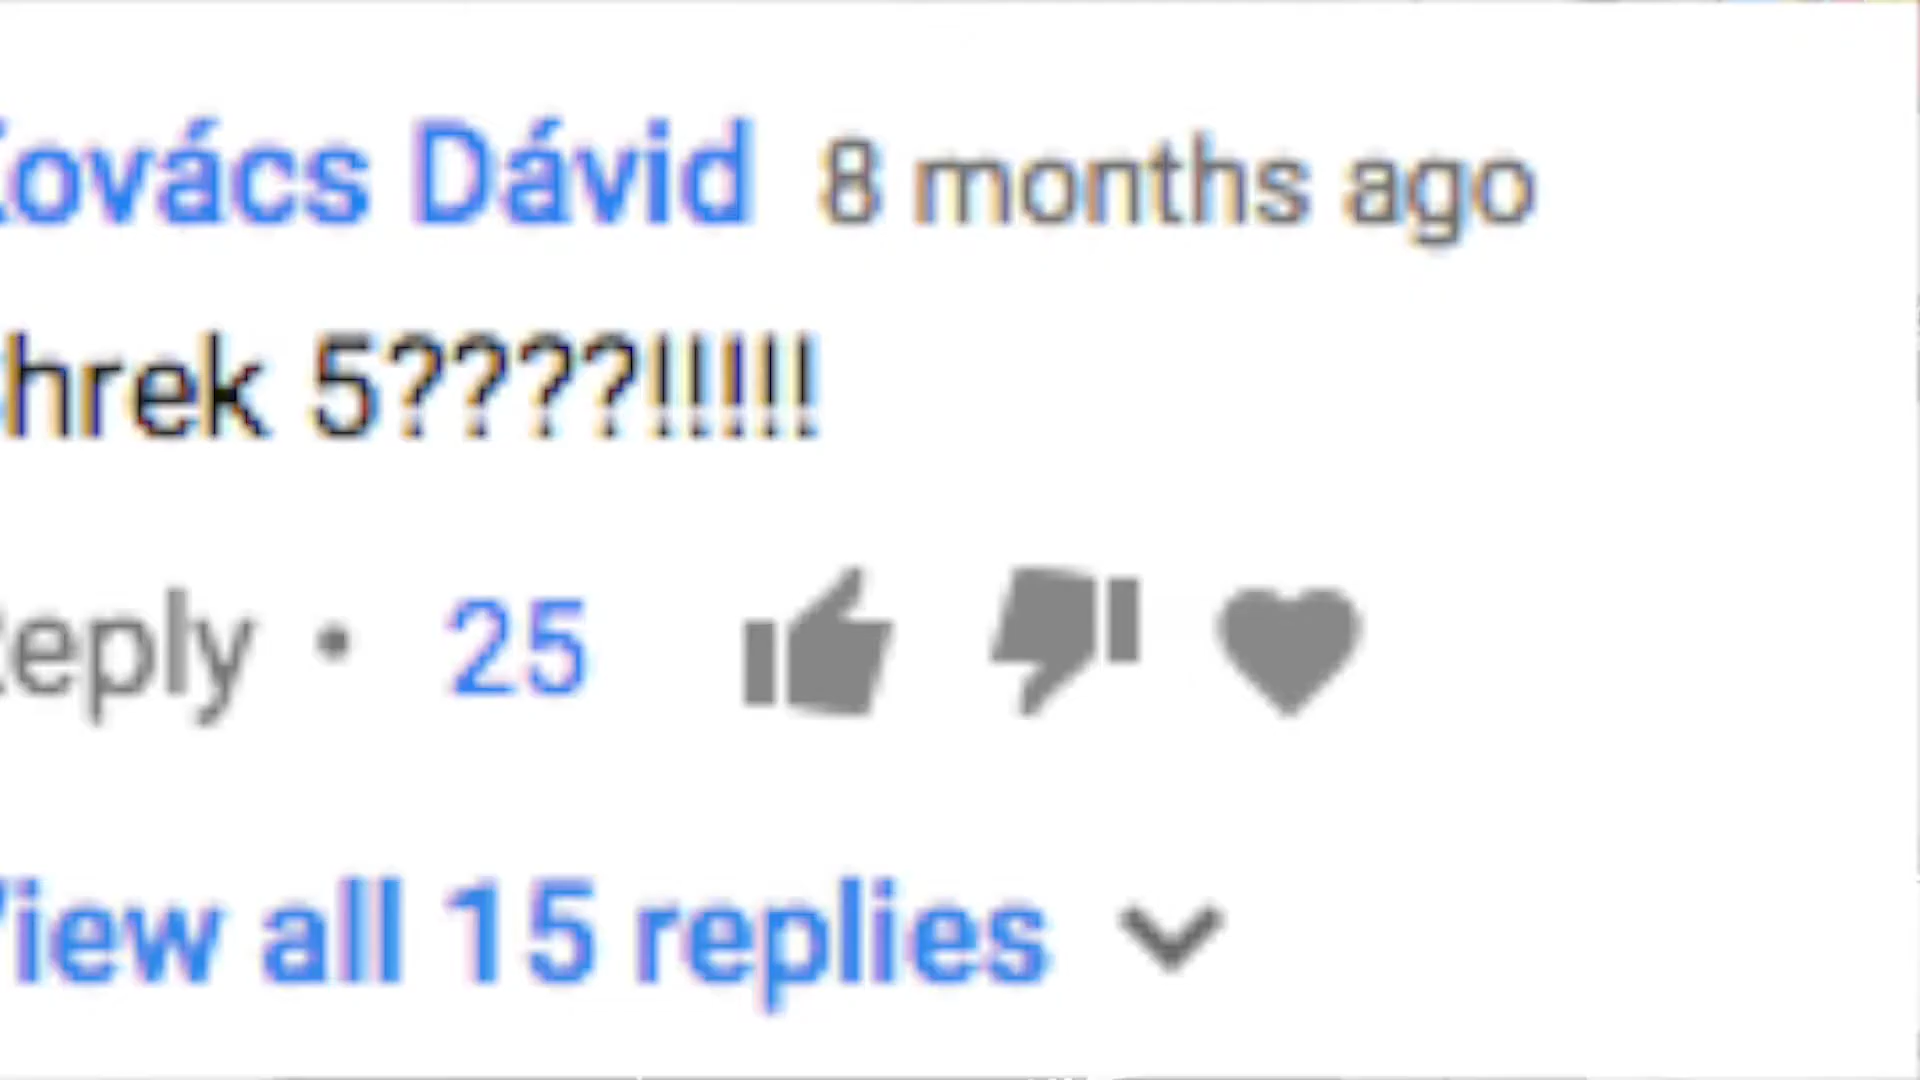 ovács Dávid 8 months ago
hrek 5????!!!!!
eply • 25
iew all 15 replies